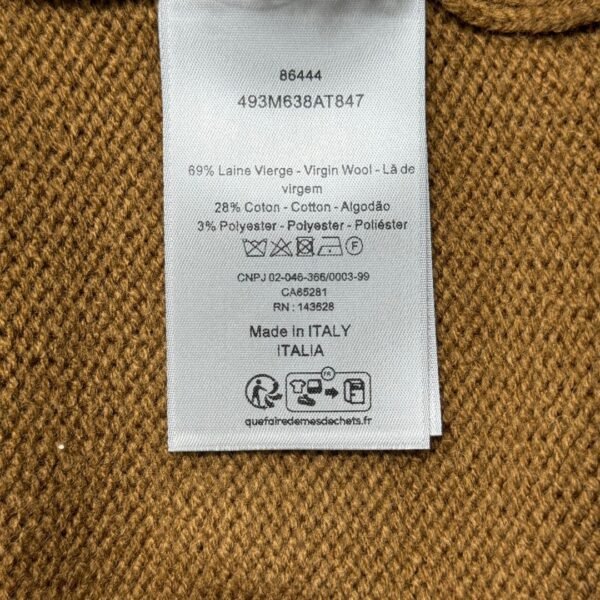 86444
493M638AT847
69% Laine Vierge - Virgin Wool - Lã de
virgem
28% Coton - Cotton - Algodão
3% Polyester - Polyester - Poliéster
F
CNPJ 02-046-366/0003-99
CA65281
RN : 143628
Made In ITALY
ITALIA
FR
quefairedemesdechets.fr